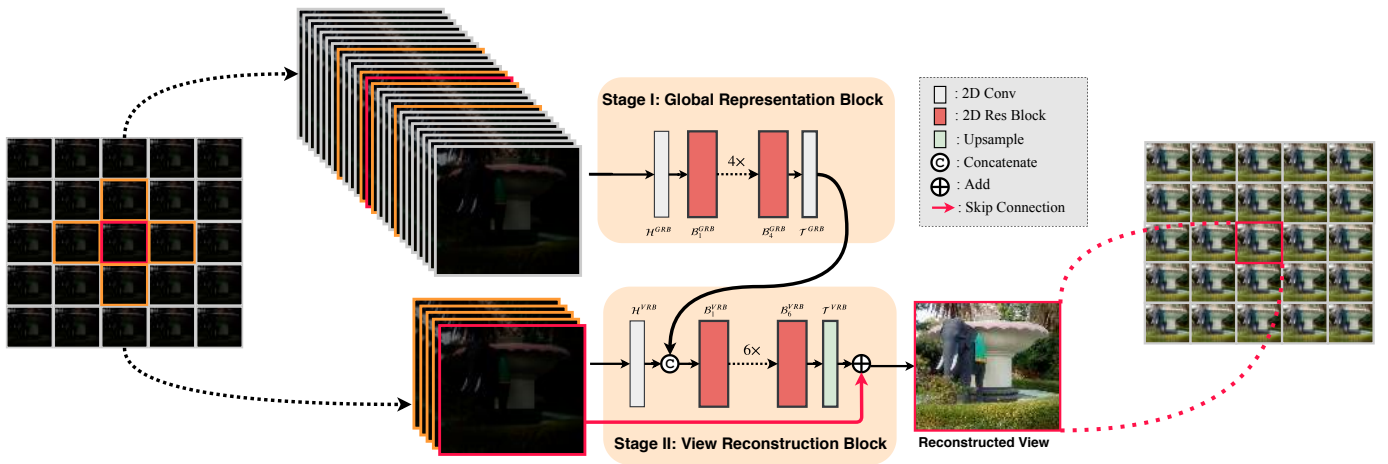 Stage I: Global Representation Block
4×
H^GRB B_1^GRB B_4^GRB T^GRB
: 2D Conv
: 2D Res Block
: Upsample
C : Concatenate
: Add
: Skip Connection
H^VRB B_1^VRB B_6^VRB T^VRB
C 6×
Stage II: View Reconstruction Block
Reconstructed View